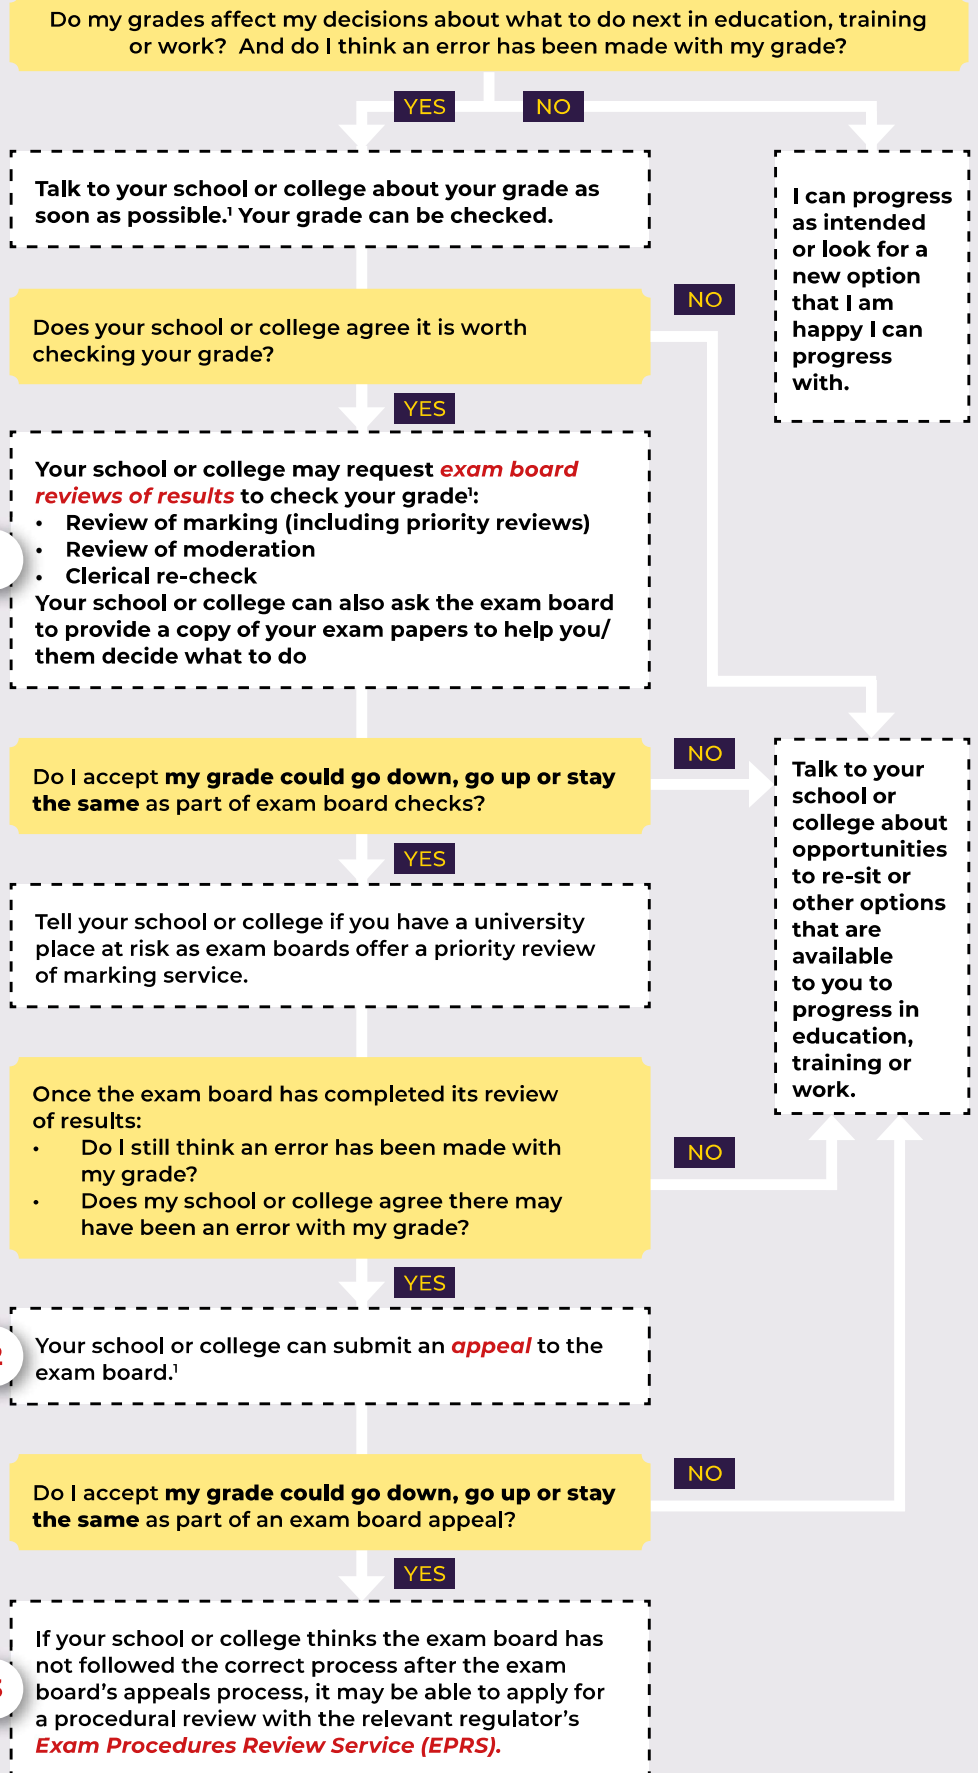 Do my grades affect my decisions about what to do next in education, training
or work? And do I think an error has been made with my grade?
YES
NO
Talk to your school or college about your grade as
soon as possible.¹ Your grade can be checked.
I can progress
as intended
or look for a
new option
that I am
happy I can
progress
with.
Does your school or college agree it is worth
checking your grade?
NO
YES
Your school or college may request exam board
reviews of results to check your grade¹:
• Review of marking (including priority reviews)
• Review of moderation
• Clerical re-check
Your school or college can also ask the exam board
to provide a copy of your exam papers to help you/
them decide what to do
Do I accept my grade could go down, go up or stay
the same as part of exam board checks?
NO
YES
Talk to your
school or
college about
opportunities
to re-sit or
other options
that are
available
to you to
progress in
education,
training or
work.
Tell your school or college if you have a university
place at risk as exam boards offer a priority review
of marking service.
Once the exam board has completed its review
of results:
• Do I still think an error has been made with
my grade?
• Does my school or college agree there may
have been an error with my grade?
NO
YES
Your school or college can submit an appeal to the
exam board.¹
Do I accept my grade could go down, go up or stay
the same as part of an exam board appeal?
NO
YES
If your school or college thinks the exam board has
not followed the correct process after the exam
board's appeals process, it may be able to apply for
a procedural review with the relevant regulator's
Exam Procedures Review Service (EPRS).